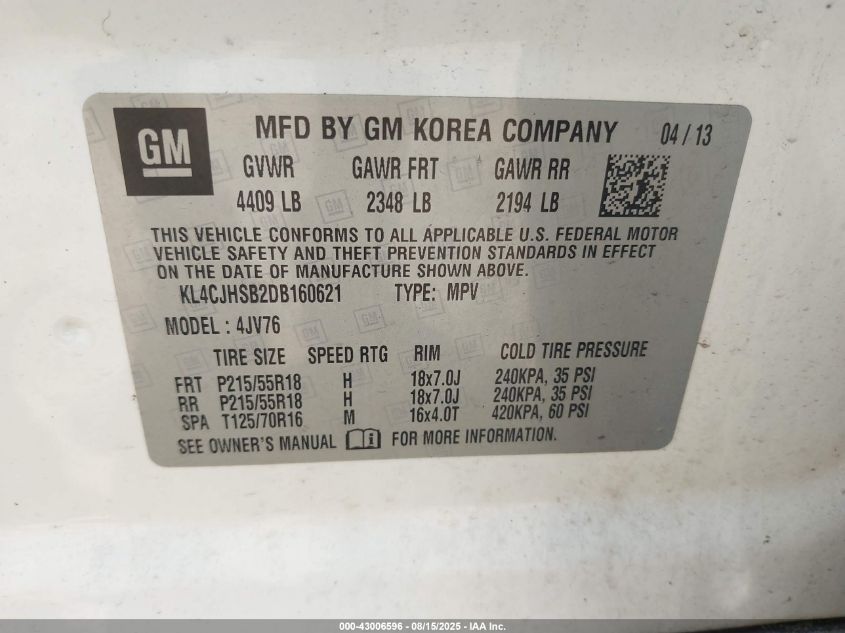 GM MFD BY GM KOREA COMPANY 04 / 13
GVWR GAWR FRT GAWR RR
4409 LB 2348 LB 2194 LB
THIS VEHICLE CONFORMS TO ALL APPLICABLE U.S. FEDERAL MOTOR
VEHICLE SAFETY AND THEFT PREVENTION STANDARDS IN EFFECT
ON THE DATE OF MANUFACTURE SHOWN ABOVE.
KL4CJHSB2DB160621 TYPE: MPV
MODEL : 4JV76
TIRE SIZE SPEED RTG RIM COLD TIRE PRESSURE
FRT P215/55R18 H 18x7.0J 240KPA, 35 PSI
RR P215/55R18 H 18x7.0J 240KPA, 35 PSI
SPA T125/70R16 M 16x4.0T 420KPA, 60 PSI
SEE OWNER'S MANUAL FOR MORE INFORMATION.
000-43006596 - 08/15/2025 - IAA Inc.